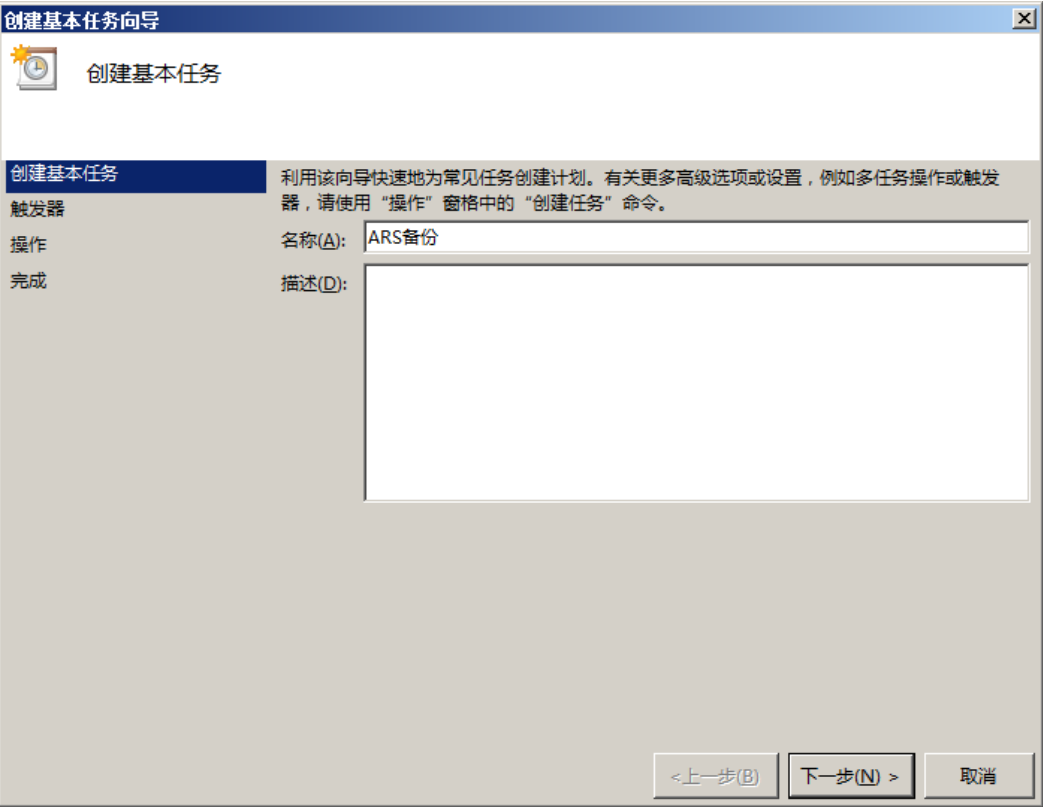 创建基本任务向导
创建基本任务
创建基本任务
触发器
操作
完成
利用该向导快速地为常见任务创建计划。有关更多高级选项或设置，例如多任务操作或触发
器，请使用“操作”窗格中的“创建任务”命令。
名称(A): ARS备份
描述(D):
<上一步(B) 下一步(N) > 取消